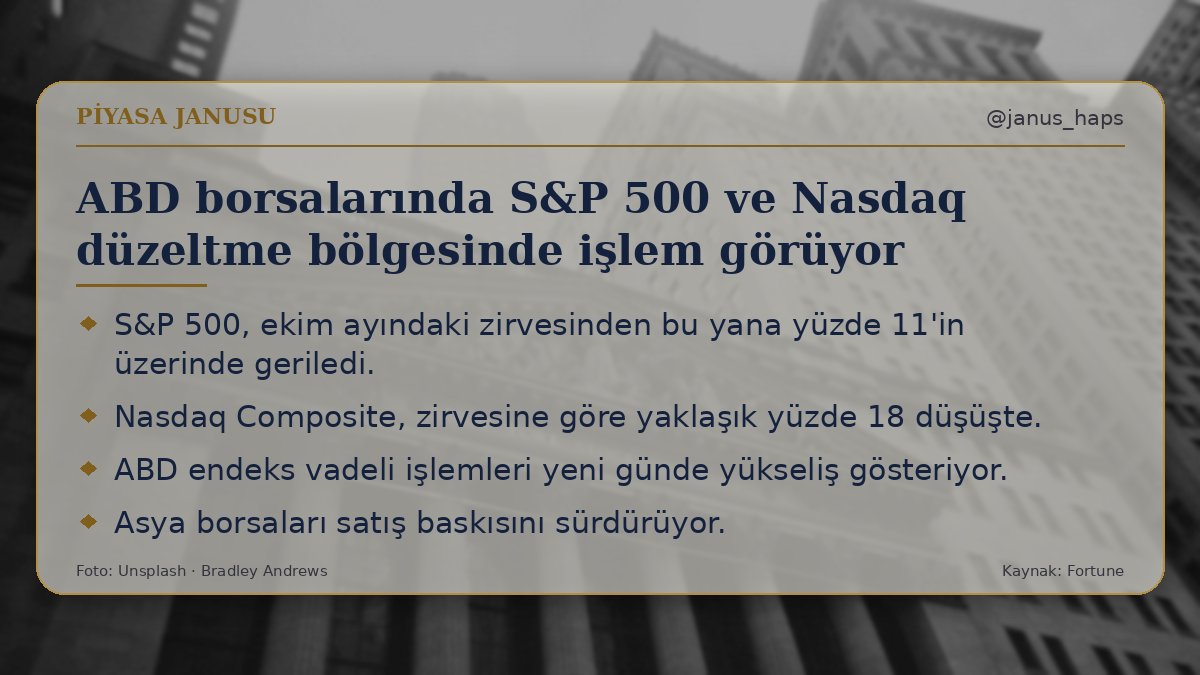 PİYASA JANUSU
@janus_haps
ABD borsalarında S&P 500 ve Nasdaq
düzeltme bölgesinde işlem görüyor
S&P 500, ekim ayındaki zirvesinden bu yana yüzde 11'in
üzerinde geriledi.
Nasdaq Composite, zirvesine göre yaklaşık yüzde 18 düşüşte.
ABD endeks vadeli işlemleri yeni günde yükseliş gösteriyor.
Asya borsaları satış baskısını sürdürüyor.
Foto: Unsplash · Bradley Andrews
Kaynak: Fortune